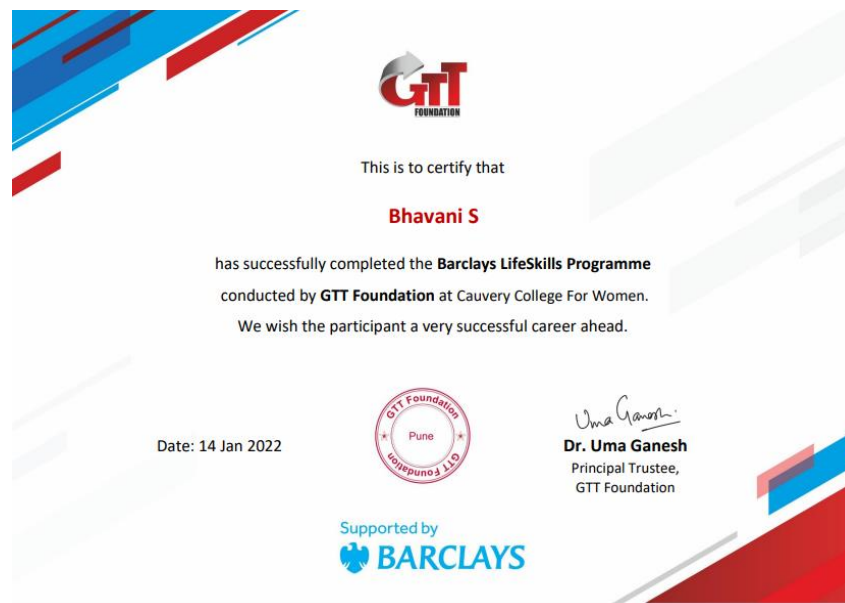 GTT
FOUNDATION
This is to certify that
Bhavani S
has successfully completed the Barclays LifeSkills Programme
conducted by GTT Foundation at Cauvery College For Women.
We wish the participant a very successful career ahead.
Date: 14 Jan 2022
GTT Foundation
Pune
GTT Foundation
Uma Ganesh
Dr. Uma Ganesh
Principal Trustee,
GTT Foundation
Supported by
BARCLAYS